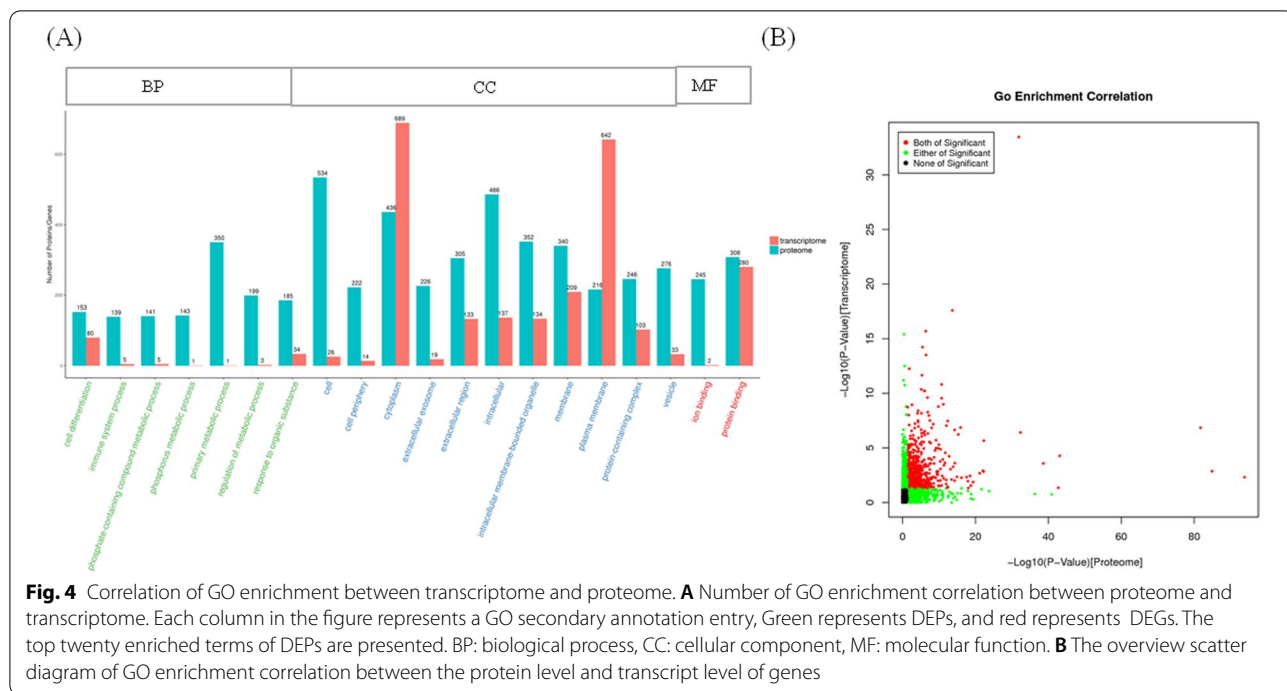 (A)
BP
CC
MF
Number of Proteins/Genes
600
400
200
0
153
80
139
5
141
5
143
1
350
1
199
3
185
34
534
26
222
14
436
689
226
19
305
133
486
137
352
134
340
209
216
642
246
103
276
33
245
2
308
280
transcriptome
proteome
cell differentiation
immune system process
phosphate-containing compound metabolic process
phosphorus metabolic process
primary metabolic process
regulation of metabolic process
response to organic substance
cell
cell periphery
cytoplasm
extracellular exosome
extracellular region
intracellular
intracellular membrane-bounded organelle
membrane
plasma membrane
protein-containing complex
vesicle
ion binding
protein binding
(B)
Go Enrichment Correlation
Both of Significant
Either of Significant
None of Significant
-Log10(P-Value)[Transcriptome]
30
25
20
15
10
5
0
0 20 40 60 80
-Log10(P-Value)[Proteome]
Fig. 4 Correlation of GO enrichment between transcriptome and proteome. A Number of GO enrichment correlation between proteome and
transcriptome. Each column in the figure represents a GO secondary annotation entry, Green represents DEPs, and red represents DEGs. The
top twenty enriched terms of DEPs are presented. BP: biological process, CC: cellular component, MF: molecular function. B The overview scatter
diagram of GO enrichment correlation between the protein level and transcript level of genes